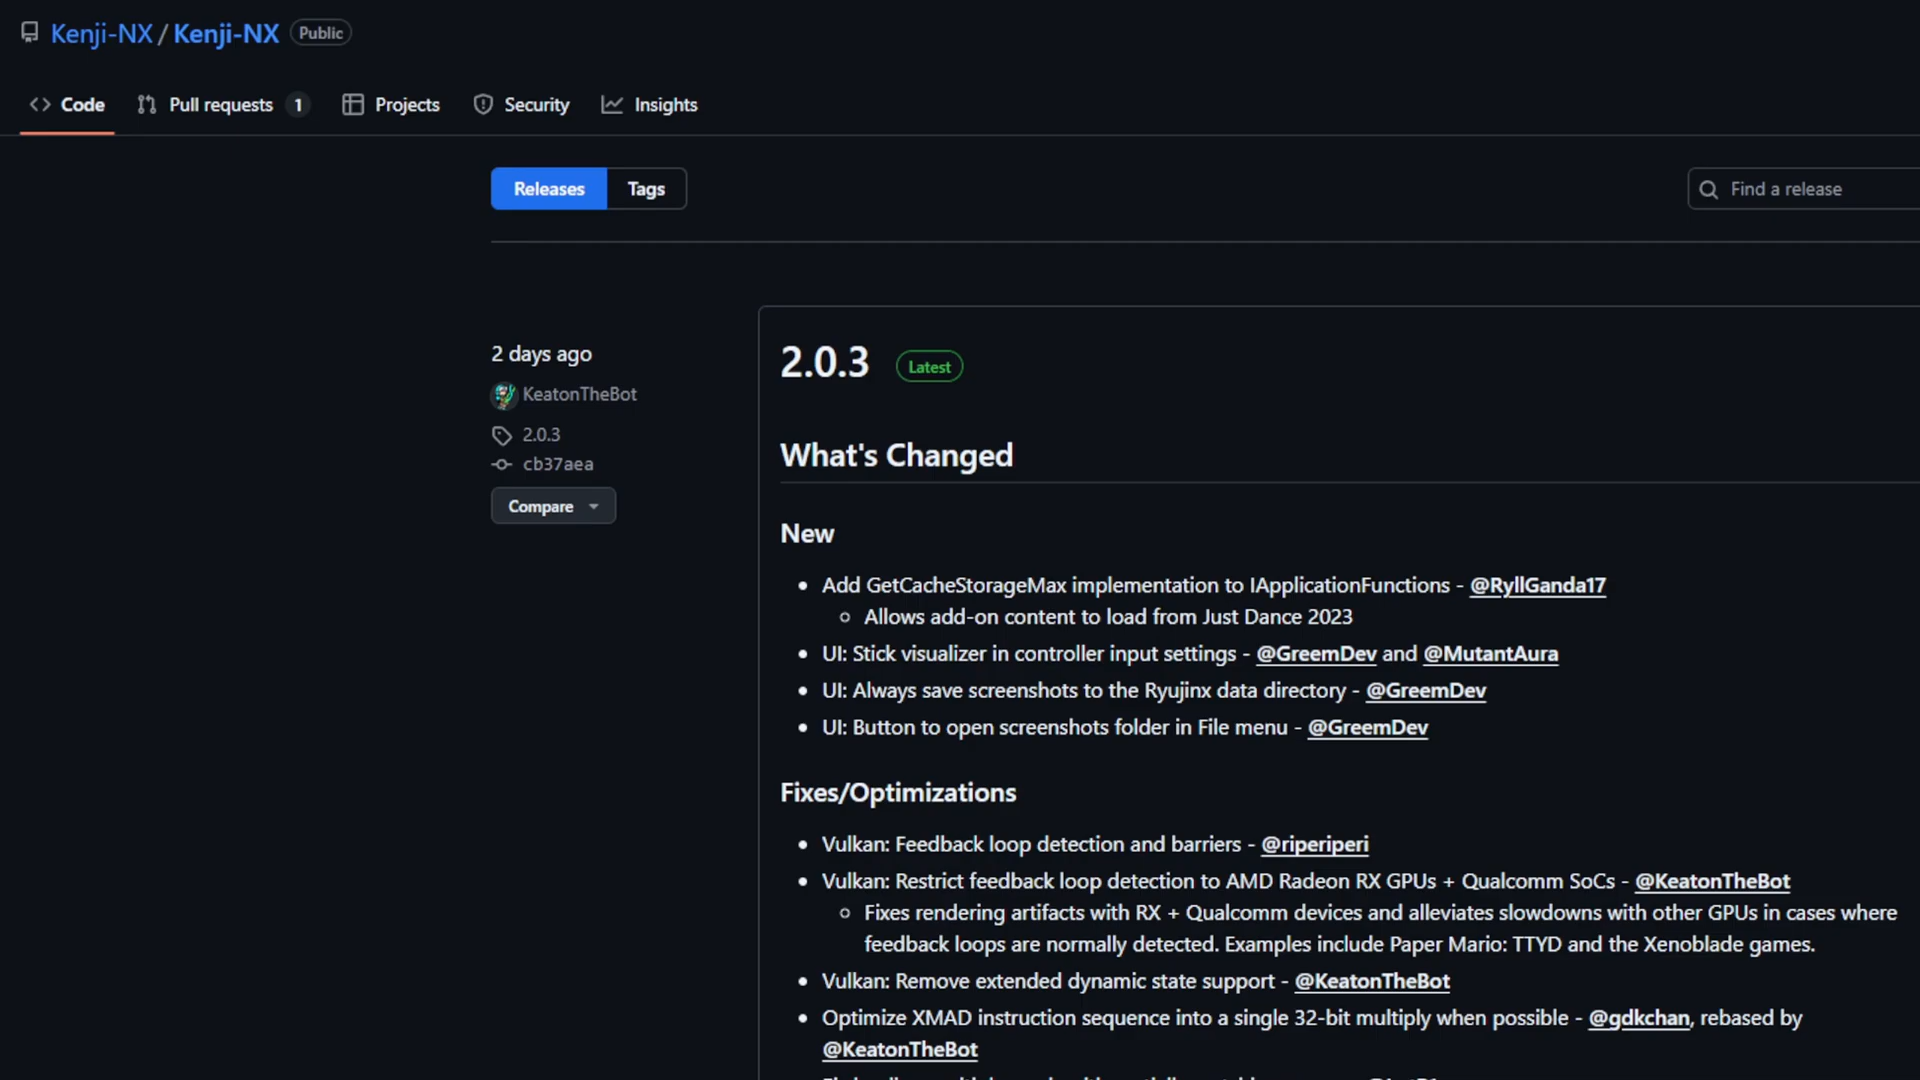 Kenji-NX / Kenji-NX Public
Code Pull requests 1 Projects Security Insights
Releases Tags
Find a release
2 days ago
KeatonTheBot
2.0.3
cb37aea
Compare
2.0.3 Latest
What's Changed
New
Add GetCacheStorageMax implementation to IApplicationFunctions - @RyllGanda17
Allows add-on content to load from Just Dance 2023
UI: Stick visualizer in controller input settings - @GreemDev and @MutantAura
UI: Always save screenshots to the Ryujinx data directory - @GreemDev
UI: Button to open screenshots folder in File menu - @GreemDev
Fixes/Optimizations
Vulkan: Feedback loop detection and barriers - @riperiperi
Vulkan: Restrict feedback loop detection to AMD Radeon RX GPUs + Qualcomm SoCs - @KeatonTheBot
Fixes rendering artifacts with RX + Qualcomm devices and alleviates slowdowns with other GPUs in cases where
feedback loops are normally detected. Examples include Paper Mario: TTYD and the Xenoblade games.
Vulkan: Remove extended dynamic state support - @KeatonTheBot
Optimize XMAD instruction sequence into a single 32-bit multiply when possible - @gdkchan, rebased by
@KeatonTheBot